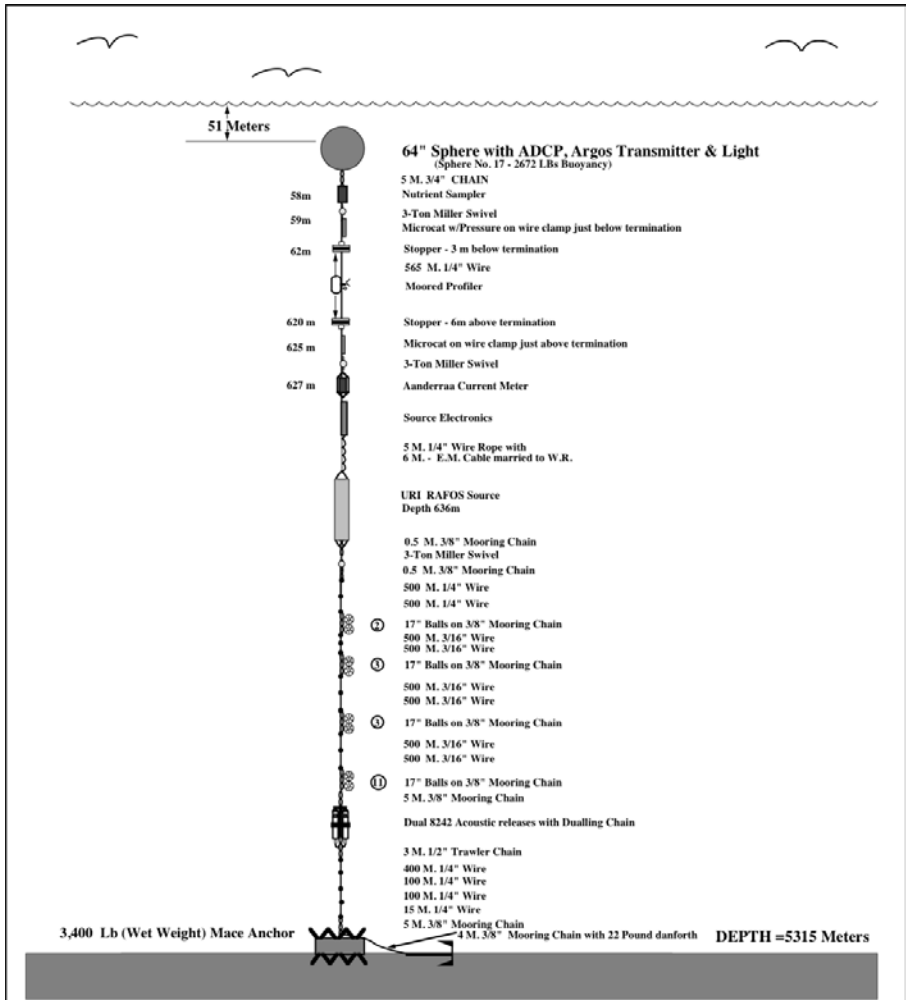 51 Meters
64" Sphere with ADCP, Argos Transmitter & Light
(Sphere No. 17 - 2672 LBs Buoyancy)
5 M. 3/4" CHAIN
58m Nutrient Sampler
3-Ton Miller Swivel
59m Microcat w/Pressure on wire clamp just below termination
62m Stopper - 3 m below termination
565 M. 1/4" Wire
Moored Profiler
620 m Stopper - 6m above termination
625 m Microcat on wire clamp just above termination
3-Ton Miller Swivel
627 m Aanderraa Current Meter
Source Electronics
5 M. 1/4" Wire Rope with
6 M. - E.M. Cable married to W.R.
URI RAFOS Source
Depth 636m
0.5 M. 3/8" Mooring Chain
3-Ton Miller Swivel
0.5 M. 3/8" Mooring Chain
500 M. 1/4" Wire
500 M. 1/4" Wire
2 17" Balls on 3/8" Mooring Chain
500 M. 3/16" Wire
500 M. 3/16" Wire
3 17" Balls on 3/8" Mooring Chain
500 M. 3/16" Wire
500 M. 3/16" Wire
3 17" Balls on 3/8" Mooring Chain
500 M. 3/16" Wire
500 M. 3/16" Wire
11 17" Balls on 3/8" Mooring Chain
5 M. 3/8" Mooring Chain
Dual 8242 Acoustic releases with Dualling Chain
3 M. 1/2" Trawler Chain
400 M. 1/4" Wire
100 M. 1/4" Wire
100 M. 1/4" Wire
15 M. 1/4" Wire
5 M. 3/8" Mooring Chain
3,400 Lb (Wet Weight) Mace Anchor
4 M. 3/8" Mooring Chain with 22 Pound danforth
DEPTH =5315 Meters